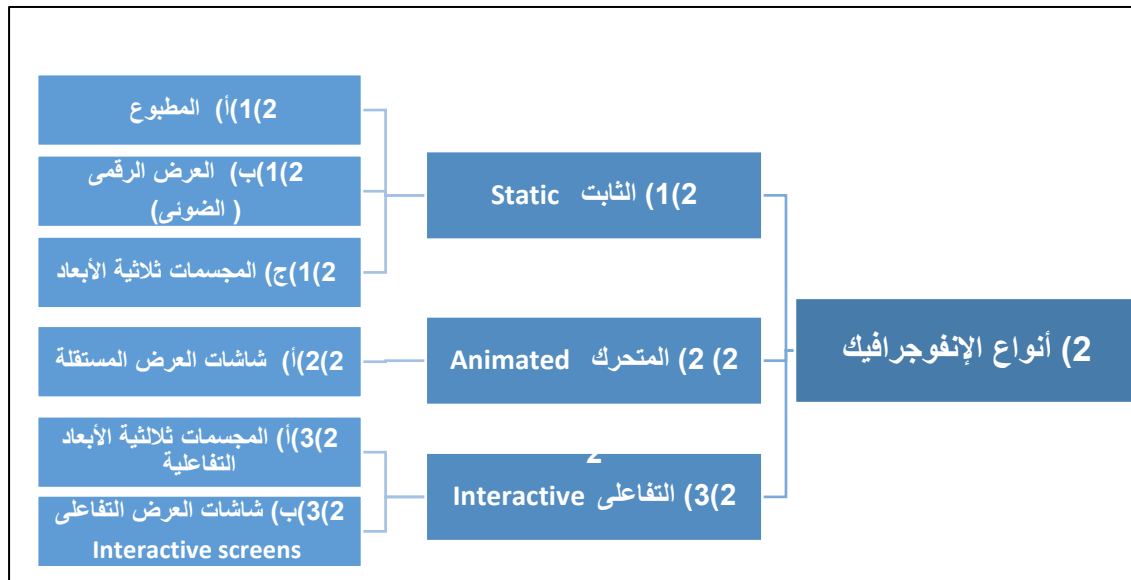 2) أنواع الإنفوجرافيك
2)1) الثابت Static
2)1)أ) المطبوع
2)1)ب) العرض الرقمى
( الضوئى)
2)1)ج) المجسمات ثلاثية الأبعاد
2) 2) المتحرك Animated
2)2)أ) شاشات العرض المستقلة
2
2)3) التفاعلى Interactive
2)3)أ) المجسمات ثلالثية الأبعاد
التفاعلية
2)3)ب) شاشات العرض التفاعلى
Interactive screens